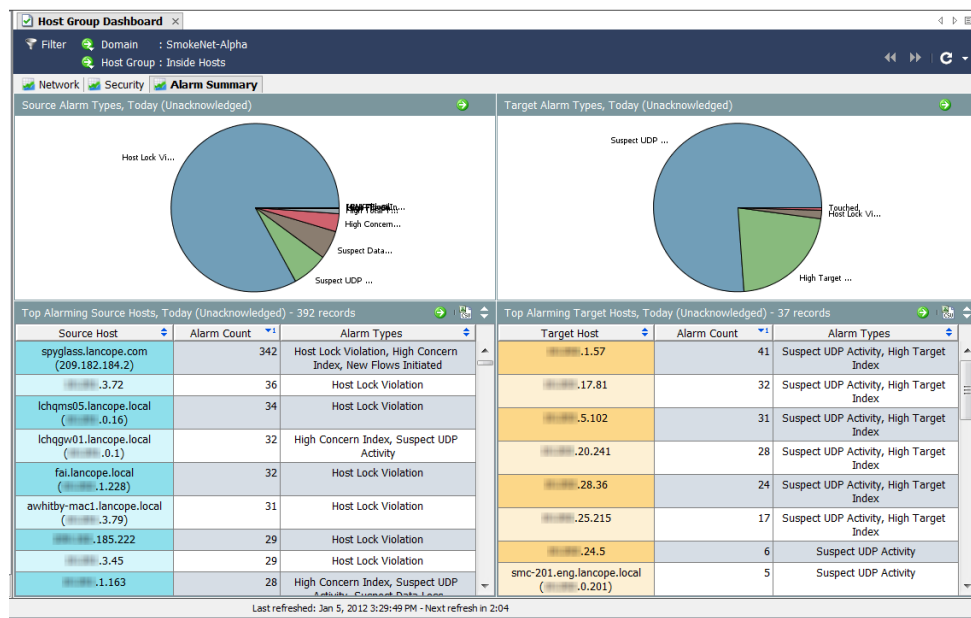 Host Group Dashboard
Filter Domain : SmokeNet-Alpha
Host Group : Inside Hosts
Network Security Alarm Summary
Source Alarm Types, Today (Unacknowledged)
Host Lock Vi...
High Concern...
Suspect Data...
Suspect UDP ...
Target Alarm Types, Today (Unacknowledged)
Suspect UDP ...
Touched
Host Lock Vi...
High Target ...
Top Alarming Source Hosts, Today (Unacknowledged) - 392 records
Source Host Alarm Count 1 Alarm Types
spyglass.lancope.com 342 Host Lock Violation, High Concern
(209.182.184.2) Index, New Flows Initiated
.3.72 36 Host Lock Violation
lchqms05.lancope.local 34 Host Lock Violation
( .0.16)
lchqgw01.lancope.local 32 High Concern Index, Suspect UDP
( .0.1) Activity
fai.lancope.local 32 Host Lock Violation
( .1.228)
awhitby-mac1.lancope.local 31 Host Lock Violation
( .3.79)
.185.222 29 Host Lock Violation
.3.45 29 Host Lock Violation
.1.163 28 High Concern Index, Suspect UDP
Activity, Suspect Data Loss
Top Alarming Target Hosts, Today (Unacknowledged) - 37 records
Target Host Alarm Count 1 Alarm Types
.1.57 41 Suspect UDP Activity, High Target
Index
.17.81 32 Suspect UDP Activity, High Target
Index
.5.102 31 Suspect UDP Activity, High Target
Index
.20.241 28 Suspect UDP Activity, High Target
Index
.28.36 24 Suspect UDP Activity, High Target
Index
.25.215 17 Suspect UDP Activity, High Target
Index
.24.5 6 Suspect UDP Activity
smc-201.eng.lancope.local 5 Suspect UDP Activity
( .0.201)
Last refreshed: Jan 5, 2012 3:29:49 PM - Next refresh in 2:04